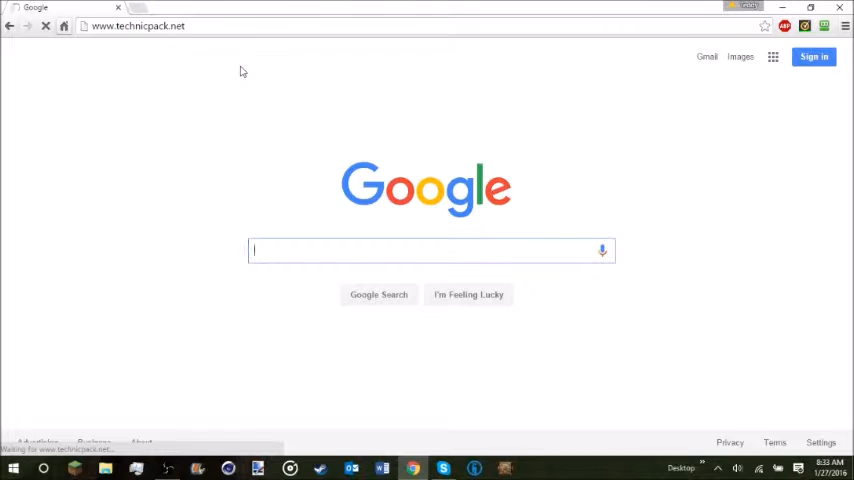 Google
www.technicpack.net
Gmail Images Sign in
Google
Google Search I'm Feeling Lucky
Advertising Business About Privacy Terms Settings
Waiting for www.technicpack.net...
Desktop 8:33 AM
1/27/2016